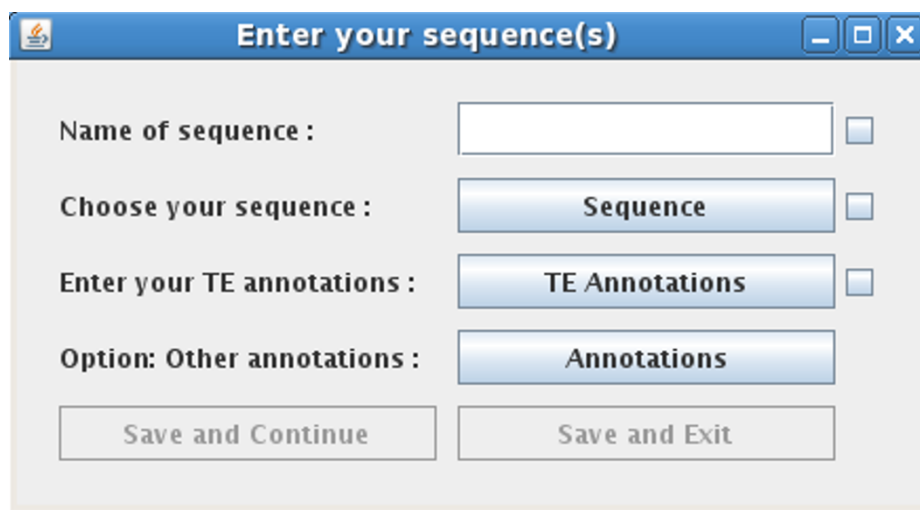 Enter your sequence(s)
Name of sequence :
Choose your sequence : Sequence
Enter your TE annotations : TE Annotations
Option: Other annotations : Annotations
Save and Continue Save and Exit